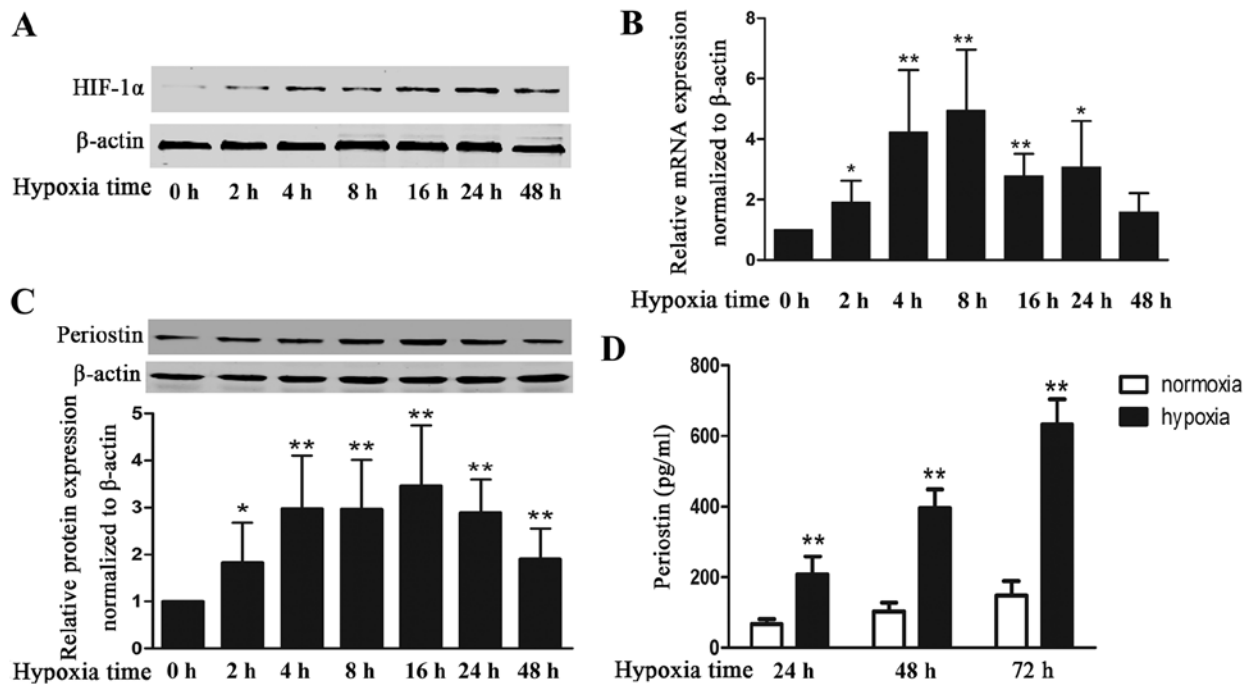 A
HIF-1α
β-actin
Hypoxia time 0 h 2 h 4 h 8 h 16 h 24 h 48 h
B
Relative mRNA expression
normalized to β-actin
8
6
4
2
0
* ** ** ** *
Hypoxia time 0 h 2 h 4 h 8 h 16 h 24 h 48 h
C
Periostin
β-actin
Relative protein expression
normalized to β-actin
5
4
3
2
1
0
* ** ** ** ** **
Hypoxia time 0 h 2 h 4 h 8 h 16 h 24 h 48 h
D
Periostin (pg/ml)
800
600
400
200
0
** ** **
normoxia
hypoxia
Hypoxia time 24 h 48 h 72 h